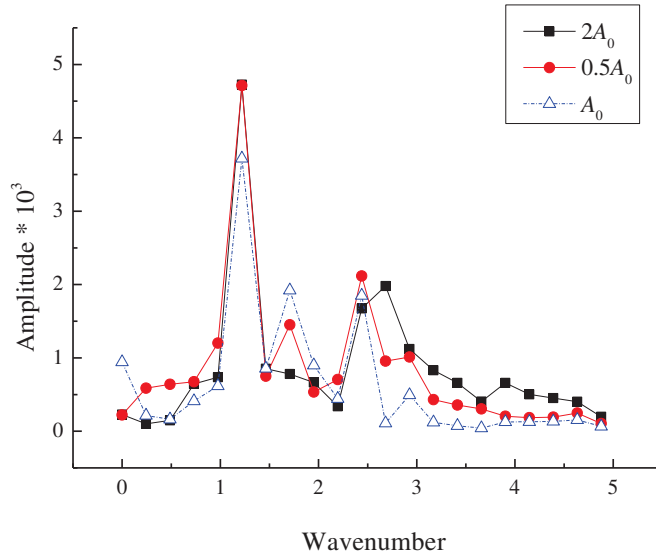 2A₀
0.5A₀
A₀
5
4
3
2
1
0
Amplitude * 10³
0 1 2 3 4 5
Wavenumber